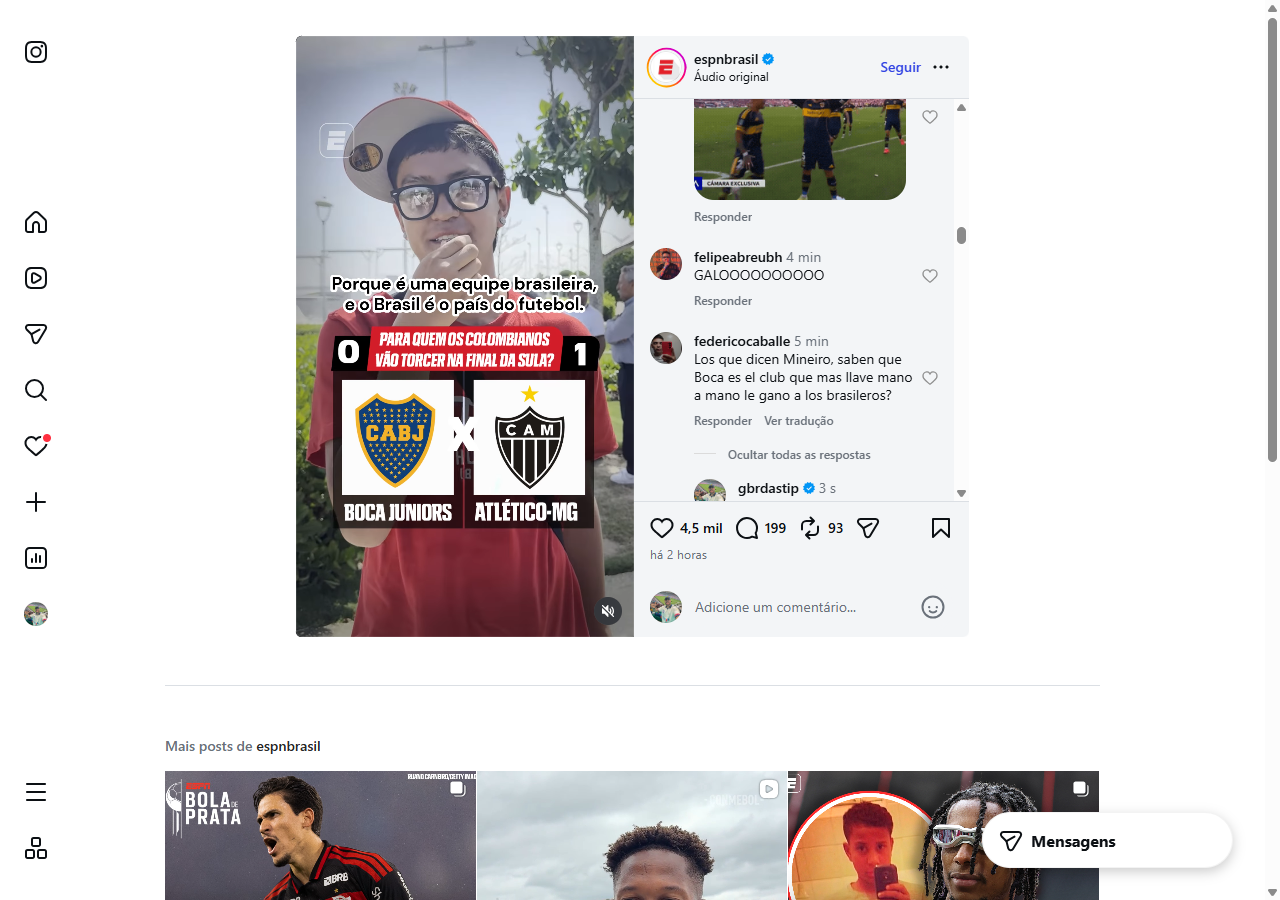 Porque é uma equipe brasileira,
e o Brasil é o país do futebol.
0
PARA QUEM OS COLOMBIANOS
VÃO TORCER NA FINAL DA SULA?
1
CABJ
X
CAM
BOCA JUNIORS
ATLÉTICO-MG
espnbrasil
Áudio original
Seguir
CÁMARA EXCLUSIVA
Responder
felipeabreubh 4 min
GALOOOOOOOOOO
Responder
federicocaballe 5 min
Los que dicen Mineiro, saben que
Boca es el club que mas llave mano
a mano le gano a los brasileros?
Responder Ver tradução
Ocultar todas as respostas
gbrdastip 3 s
4,5 mil 199 93
há 2 horas
Adicione um comentário...
Mais posts de espnbrasil
BOLA DE
PRATA
BRB
Mensagens